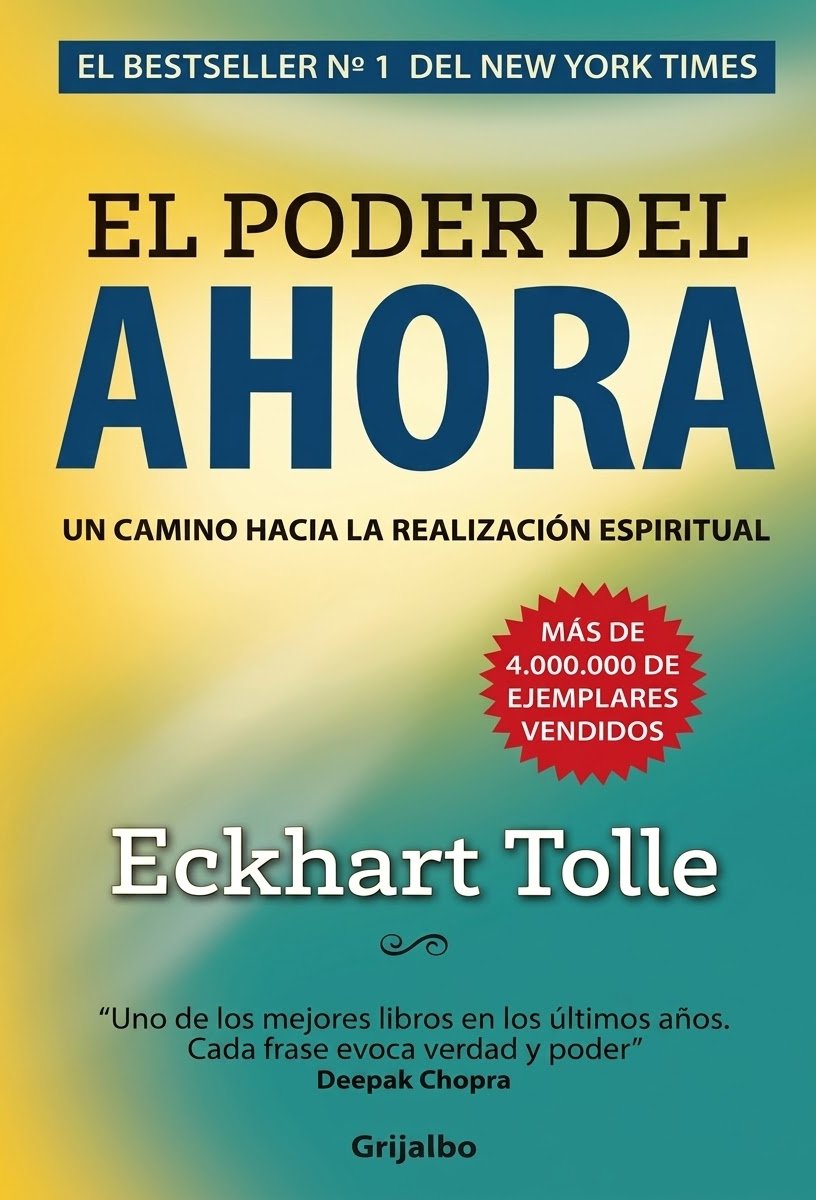 EL BESTSELLER Nº 1 DEL NEW YORK TIMES
EL PODER DEL
AHORA
UN CAMINO HACIA LA REALIZACIÓN ESPIRITUAL
MÁS DE
4.000.000 DE
EJEMPLARES
VENDIDOS
Eckhart Tolle
“Uno de los mejores libros en los últimos años.
Cada frase evoca verdad y poder”
Deepak Chopra
Grijalbo